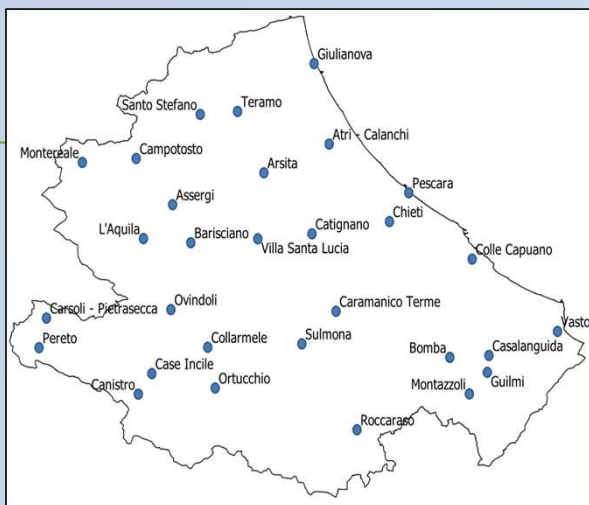 Giulianova
Santo Stefano
Teramo
Atri - Calanchi
Montereale
Campotosto
Arsita
Pescara
Assergi
Chieti
L'Aquila
Barisciano
Catignano
Villa Santa Lucia
Colle Capuano
Carsoli - Pietrasecca
Ovindoli
Caramanico Terme
Vasto
Pereto
Collarmele
Sulmona
Bomba
Casalanguida
Case Incile
Canistro
Ortucchio
Montazzoli
Guilmi
Roccaraso